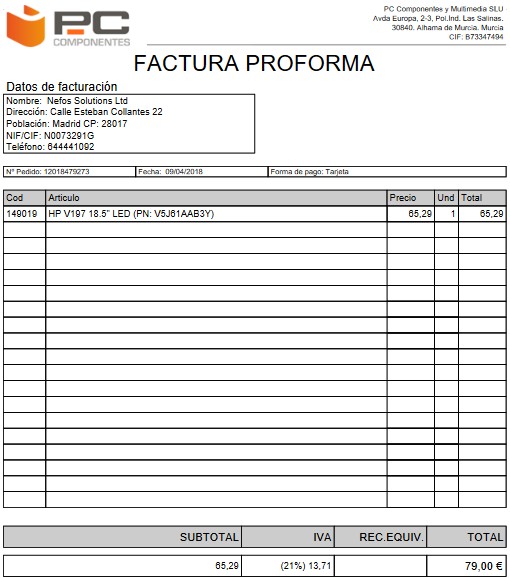 PC
COMPONENTES
PC Componentes y Multimedia SLU
Avda Europa, 2-3, Pol.Ind. Las Salinas.
30840, Alhama de Murcia. Murcia
CIF: B73347494
FACTURA PROFORMA
Datos de facturación
Nombre: Nefos Solutions Ltd
Dirección: Calle Esteban Collantes 22
Población: Madrid CP: 28017
NIF/CIF: N0073291G
Teléfono: 644441092
Nº Pedido: 12018479273 Fecha: 09/04/2018 Forma de pago: Tarjeta
Cod Articulo Precio Und Total
149019 HP V197 18.5" LED (PN: V5J61AAB3Y) 65,29 1 65,29
SUBTOTAL IVA REC.EQUIV. TOTAL
65,29 (21%) 13,71 79,00 €